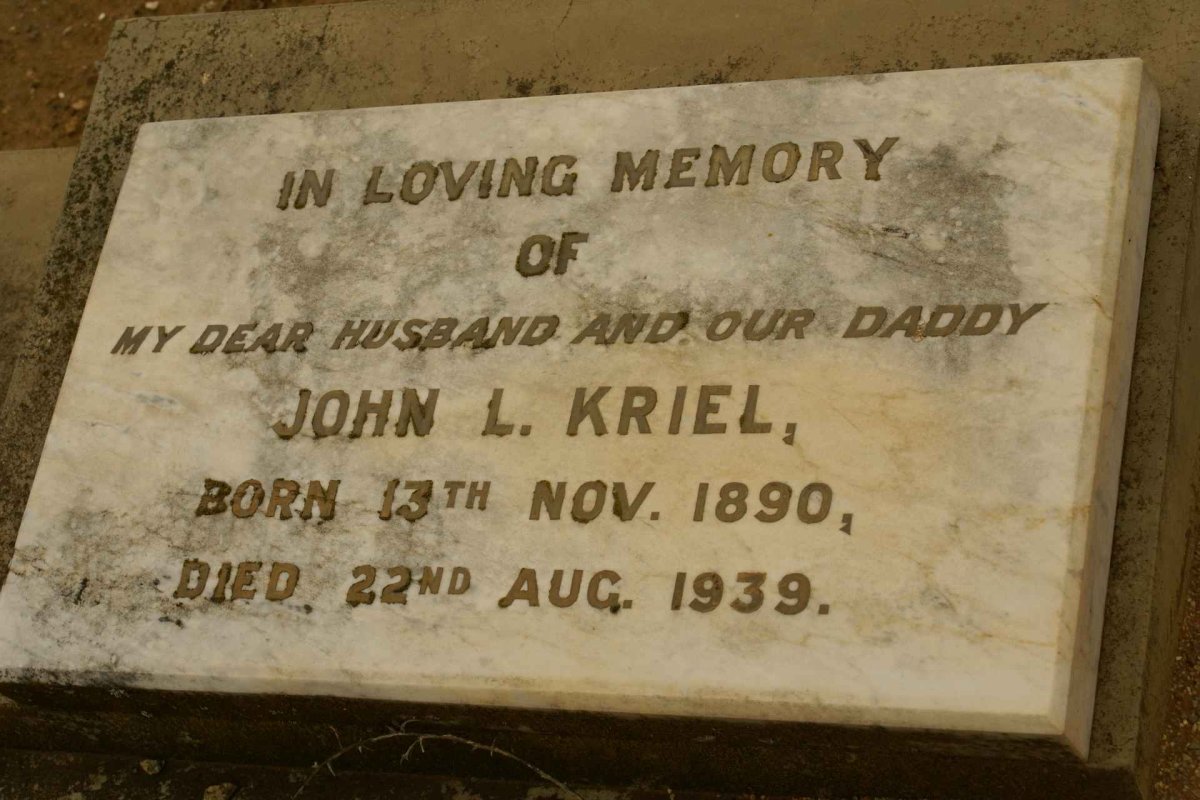 IN LOVING MEMORY
OF
MY DEAR HUSBAND AND OUR DADDY
JOHN L. KRIEL,
BORN 13TH NOV. 1890,
DIED 22ND AUG. 1939.